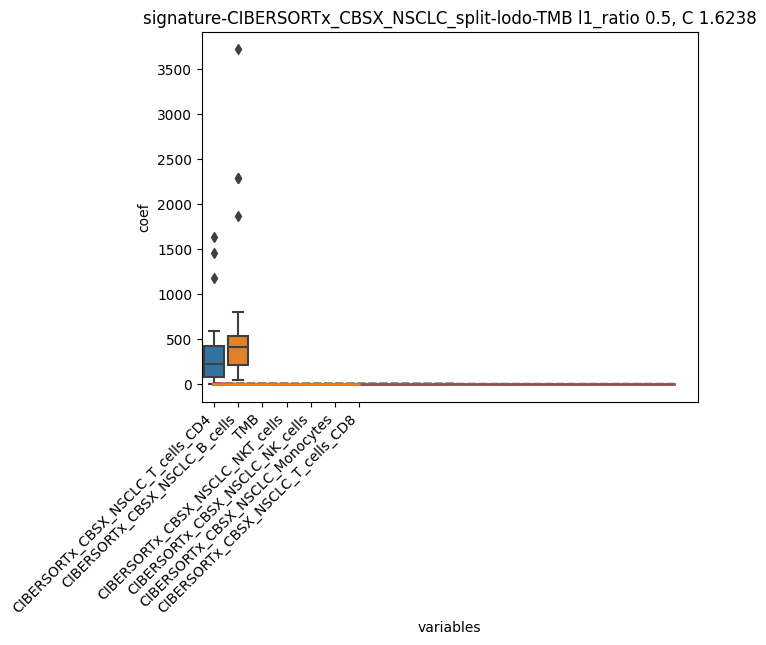 signature-CIBERSORTx_CBSX_NSCLC_split-lodo-TMB l1_ratio 0.5, C 1.6238
coef
3500
3000
2500
2000
1500
1000
500
0
CIBERSORTx_CBSX_NSCLC_T_cells_CD4
CIBERSORTx_CBSX_NSCLC_B_cells
TMB
CIBERSORTx_CBSX_NSCLC_NKT_cells
CIBERSORTx_CBSX_NSCLC_NK_cells
CIBERSORTx_CBSX_NSCLC_Monocytes
CIBERSORTx_CBSX_NSCLC_T_cells_CD8
variables